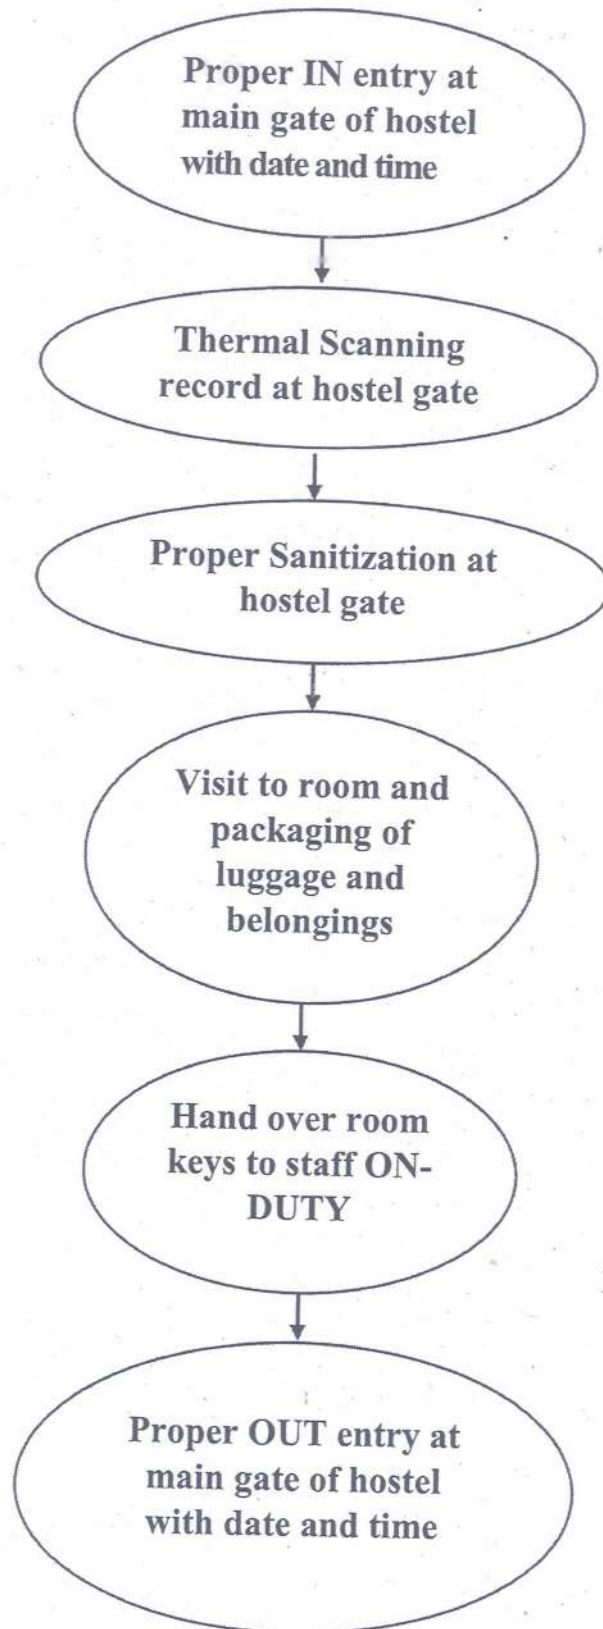 Proper IN entry at
main gate of hostel
with date and time
Thermal Scanning
record at hostel gate
Proper Sanitization at
hostel gate
Visit to room and
packaging of
luggage and
belongings
Hand over room
keys to staff ON-
DUTY
Proper OUT entry at
main gate of hostel
with date and time